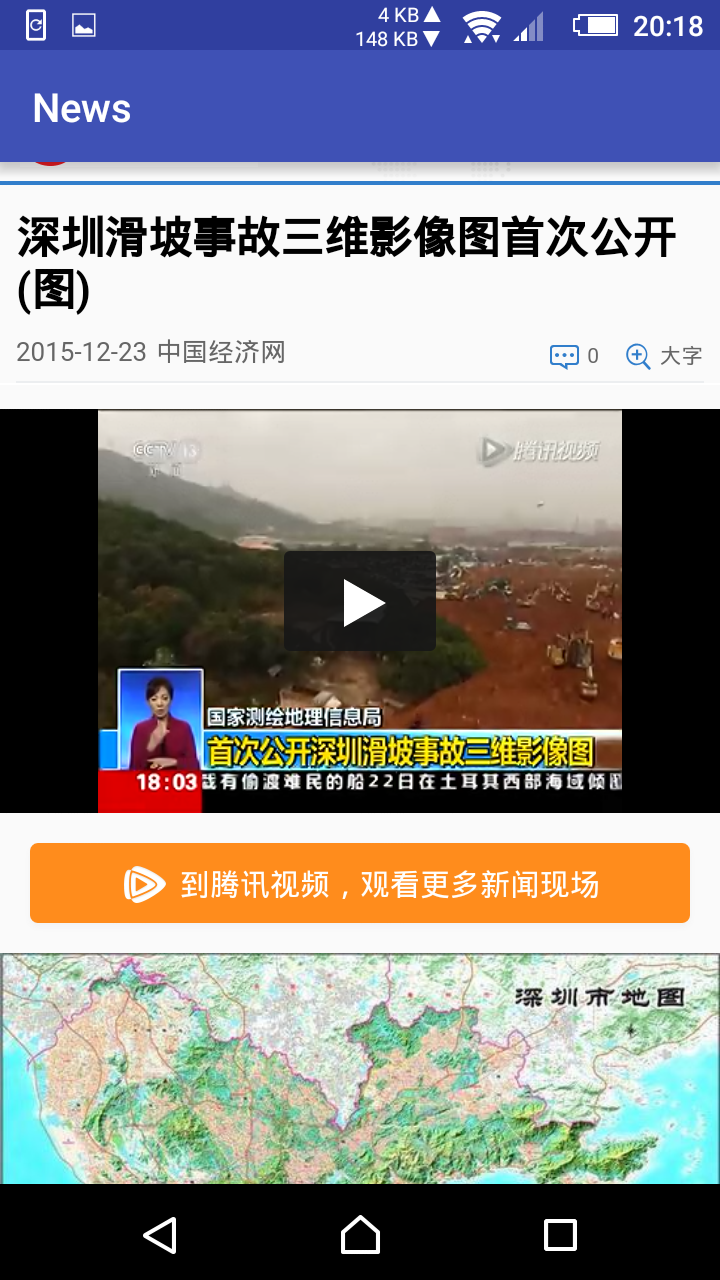 4 KB
148 KB
20:18
News
深圳滑坡事故三维影像图首次公开
(图)
2015-12-23 中国经济网
0
大字
CCTV 13
新闻
腾讯视频
国家测绘地理信息局
首次公开深圳滑坡事故三维影像图
18:03
载有偷渡难民的船22日在土耳其西部海域倾
到腾讯视频，观看更多新闻现场
深圳市地图